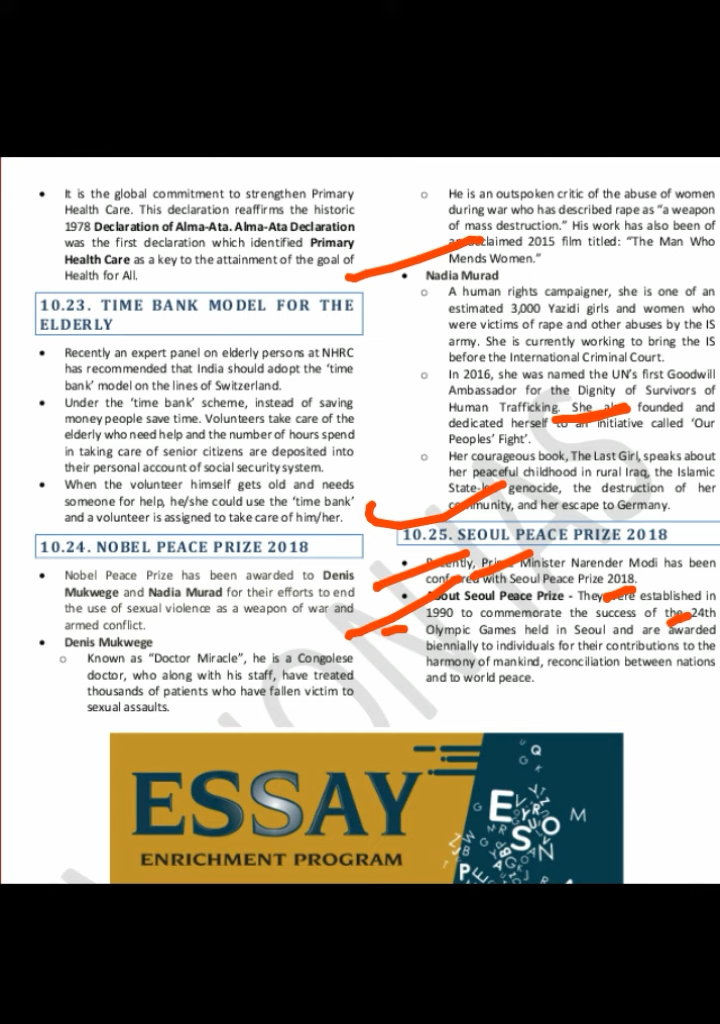 • It is the global commitment to strengthen Primary
Health Care. This declaration reaffirms the historic
1978 Declaration of Alma-Ata. Alma-Ata Declaration
was the first declaration which identified Primary
Health Care as a key to the attainment of the goal of
Health for All.
10.23. TIME BANK MODEL FOR THE
ELDERLY
• Recently an expert panel on elderly persons at NHRC
has recommended that India should adopt the ‘time
bank’ model on the lines of Switzerland.
• Under the ‘time bank’ scheme, instead of saving
money people save time. Volunteers take care of the
elderly who need help and the number of hours spend
in taking care of senior citizens are deposited into
their personal account of social security system.
• When the volunteer himself gets old and needs
someone for help, he/she could use the ‘time bank’
and a volunteer is assigned to take care of him/her.
10.24. NOBEL PEACE PRIZE 2018
• Nobel Peace Prize has been awarded to Denis
Mukwege and Nadia Murad for their efforts to end
the use of sexual violence as a weapon of war and
armed conflict.
• Denis Mukwege
o Known as “Doctor Miracle”, he is a Congolese
doctor, who along with his staff, have treated
thousands of patients who have fallen victim to
sexual assaults.
o He is an outspoken critic of the abuse of women
during war who has described rape as “a weapon
of mass destruction.” His work has also been of
acclaimed 2015 film titled: “The Man Who
Mends Women.”
• Nadia Murad
o A human rights campaigner, she is one of an
estimated 3,000 Yazidi girls and women who
were victims of rape and other abuses by the IS
army. She is currently working to bring the IS
before the International Criminal Court.
o In 2016, she was named the UN’s first Goodwill
Ambassador for the Dignity of Survivors of
Human Trafficking. She also founded and
dedicated herself to an initiative called ‘Our
Peoples’ Fight’.
o Her courageous book, The Last Girl, speaks about
her peaceful childhood in rural Iraq, the Islamic
State-led genocide, the destruction of her
community, and her escape to Germany.
10.25. SEOUL PEACE PRIZE 2018
• Recently, Prime Minister Narender Modi has been
conferred with Seoul Peace Prize 2018.
• About Seoul Peace Prize - They were established in
1990 to commemorate the success of the 24th
Olympic Games held in Seoul and are awarded
biennially to individuals for their contributions to the
harmony of mankind, reconciliation between nations
and to world peace.
ESSAY
ENRICHMENT PROGRAM